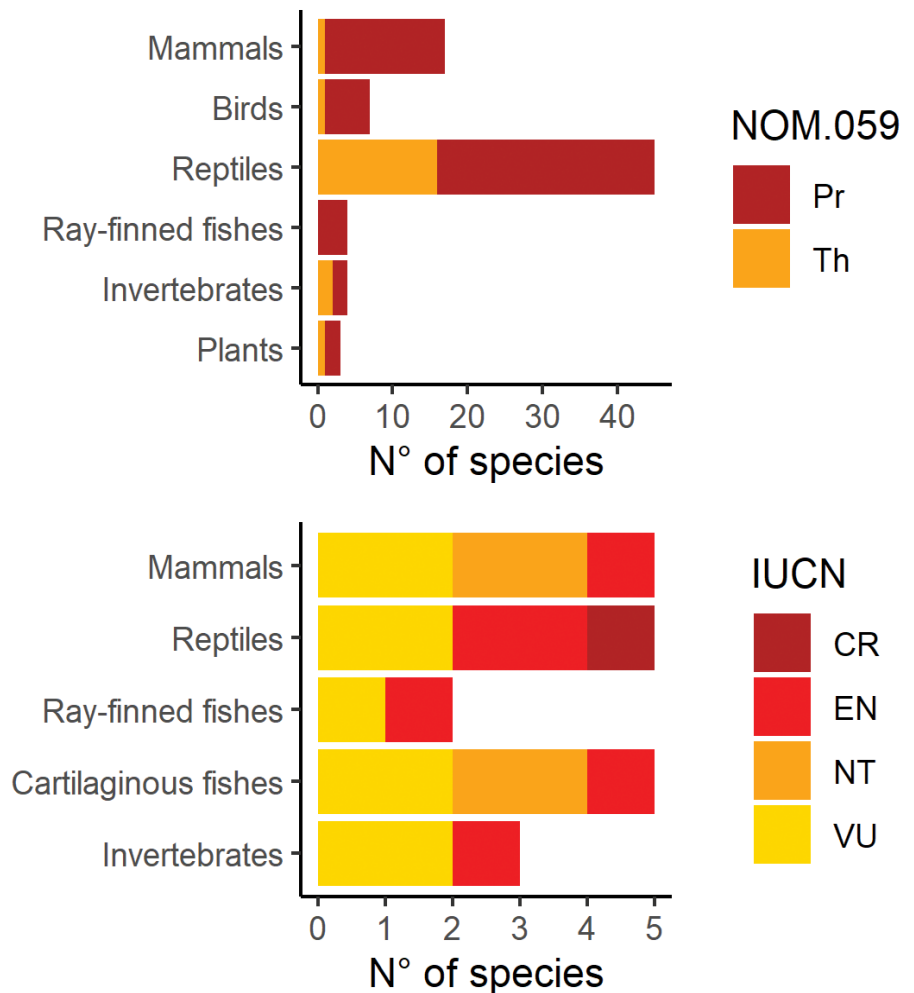 Mammals
Birds
Reptiles
Ray-finned fishes
Invertebrates
Plants
0 10 20 30 40
N° of species
NOM.059
Pr
Th
Mammals
Reptiles
Ray-finned fishes
Cartilaginous fishes
Invertebrates
0 1 2 3 4 5
N° of species
IUCN
CR
EN
NT
VU